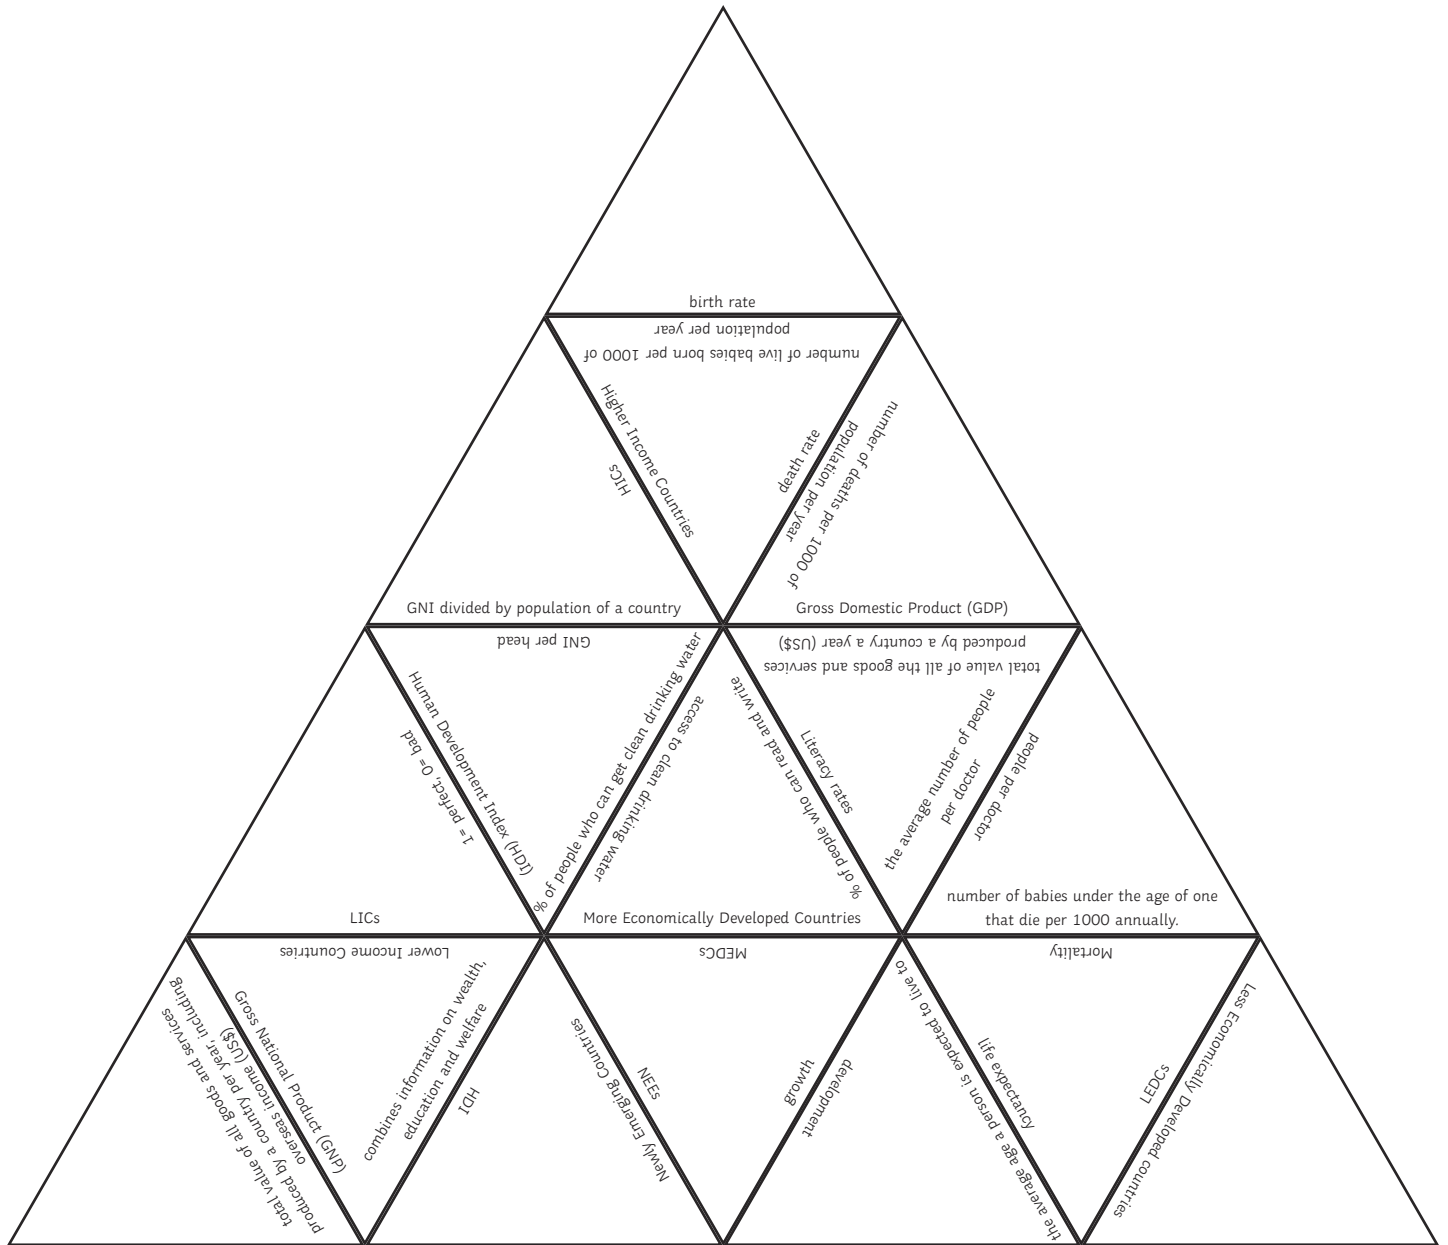 birth rate
number of live babies born per 1000 of
population per year
Higher Income Countries
HICs
death rate
number of deaths per 1000 of
population per year
GNI divided by population of a country
GNI per head
Gross Domestic Product (GDP)
total value of all the goods and services
produced by a country a year (US$)
Human Development Index (HDI)
1= perfect, 0= bad
% of people who can get clean drinking water
access to clean drinking water
Literacy rates
% of people who can read and write
the average number of people
per doctor
people per doctor
LICs
Lower Income Countries
More Economically Developed Countries
MEDCs
number of babies under the age of one
that die per 1000 annually.
Mortality
Gross National Product (GNP)
total value of all goods and services
produced by a country per year, including
overseas income (US$)
combines information on wealth,
education and welfare
HDI
NEEs
Newly Emerging Countries
growth
development
life expectancy
the average age a person is expected to live to
LEDCs
Less Economically Developed countries